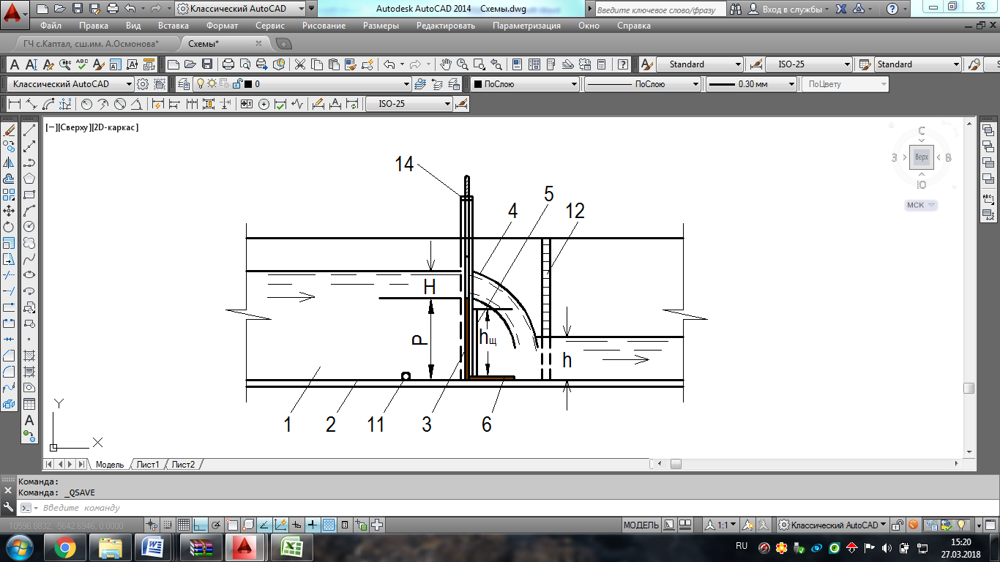 Классический AutoCAD
Autodesk AutoCAD 2014 Схемы.dwg
Введите ключевое слово/фразу
Вход в службы
Файл Правка Вид Вставка Формат Сервис Рисование Размеры Редактировать Параметризация Окно Справка
ГЧ с.Каптал, сш.им. А.Осмонова*
Схемы*
Standard
ISO-25
Standard
Классический AutoCAD
0
ПоСлою
ПоСлою
0.30 мм
ПоЦвету
ISO-25
[−][Сверху][2D-каркас]
С
З
Верх
В
Ю
МСК
14
5
4
12
H
P
hщ
h
1
2
11
3
6
Y
X
Модель
Лист1
Лист2
Команда:
Команда: _QSAVE
Введите команду
10596.8832, -5642.6946, 0.0000
МОДЕЛЬ
1:1
Классический AutoCAD
RU
15:20
27.03.2018